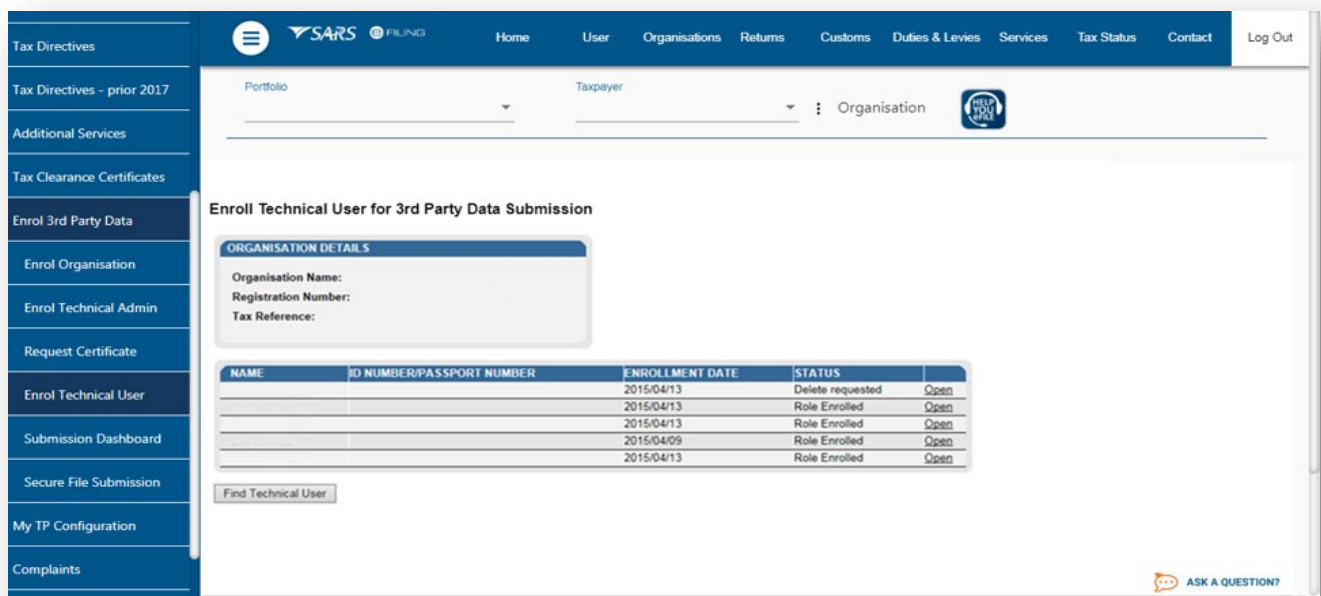 SARS eFILING
Home User Organisations Returns Customs Duties & Levies Services Tax Status Contact Log Out
Tax Directives
Tax Directives - prior 2017
Additional Services
Tax Clearance Certificates
Enrol 3rd Party Data
Enrol Organisation
Enrol Technical Admin
Request Certificate
Enrol Technical User
Submission Dashboard
Secure File Submission
My TP Configuration
Complaints
Portfolio Taxpayer
Organisation
HELP
YOU
eFILE
Enroll Technical User for 3rd Party Data Submission
ORGANISATION DETAILS
Organisation Name:
Registration Number:
Tax Reference:
NAME ID NUMBER/PASSPORT NUMBER ENROLLMENT DATE STATUS
2015/04/13 Delete requested Open
2015/04/13 Role Enrolled Open
2015/04/13 Role Enrolled Open
2015/04/09 Role Enrolled Open
2015/04/13 Role Enrolled Open
Find Technical User
ASK A QUESTION?